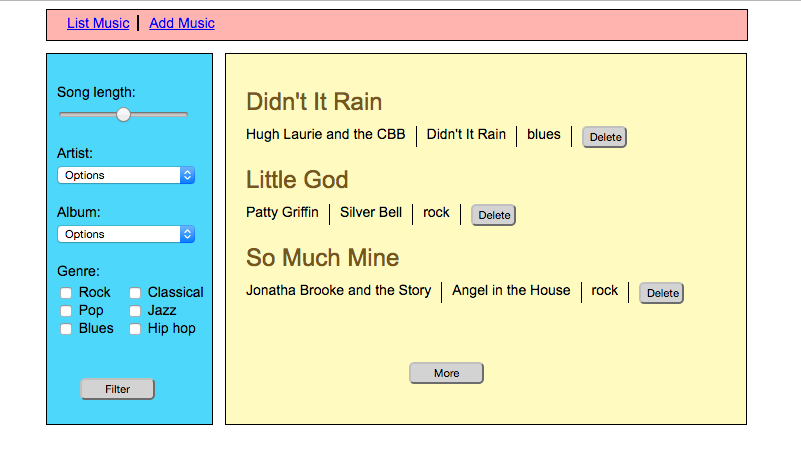 List Music Add Music
Song length:
Artist:
Options
Album:
Options
Genre:
Rock Classical
Pop Jazz
Blues Hip hop
Filter
Didn't It Rain
Hugh Laurie and the CBB Didn't It Rain blues Delete
Little God
Patty Griffin Silver Bell rock Delete
So Much Mine
Jonatha Brooke and the Story Angel in the House rock Delete
More